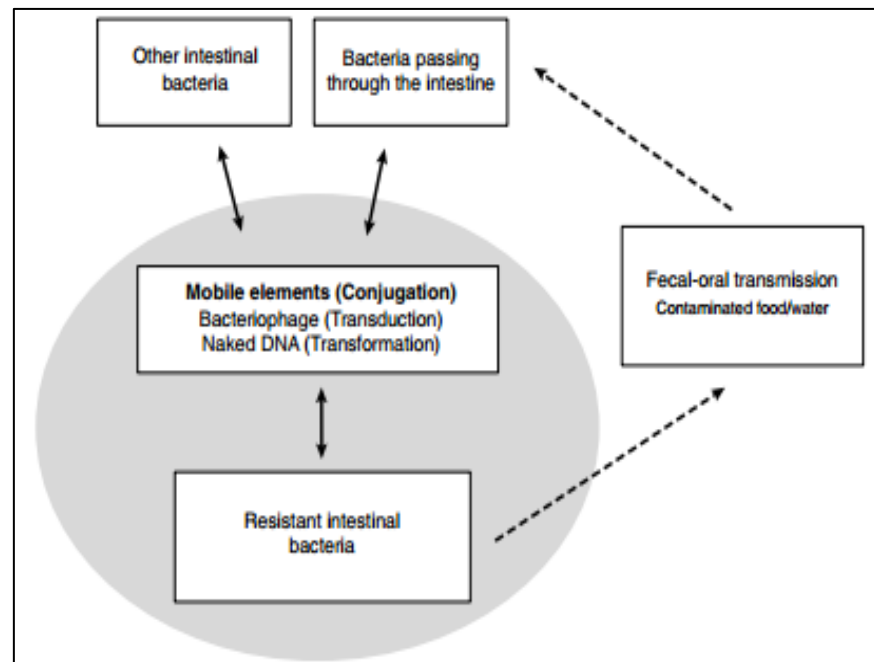 Other intestinal
bacteria
Bacteria passing
through the intestine
Fecal-oral transmission
Contaminated food/water
Mobile elements (Conjugation)
Bacteriophage (Transduction)
Naked DNA (Transformation)
Resistant intestinal
bacteria